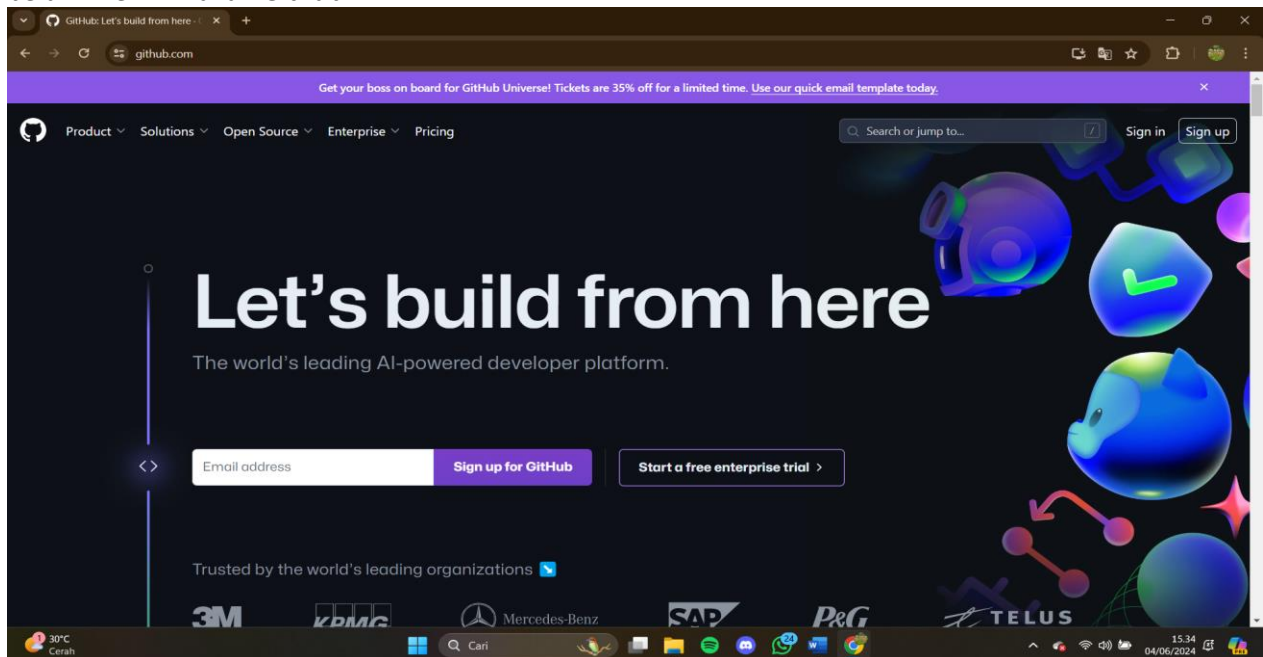 GitHub: Let's build from here ·
github.com
Get your boss on board for GitHub Universe! Tickets are 35% off for a limited time. Use our quick email template today.
Product Solutions Open Source Enterprise Pricing Search or jump to... / Sign in Sign up
Let's build from here
The world's leading AI-powered developer platform.
Email address Sign up for GitHub Start a free enterprise trial
Trusted by the world's leading organizations
3M KPMG Mercedes-Benz SAP P&G TELUS
30°C
Cerah
Cari
24
15.34
04/06/2024